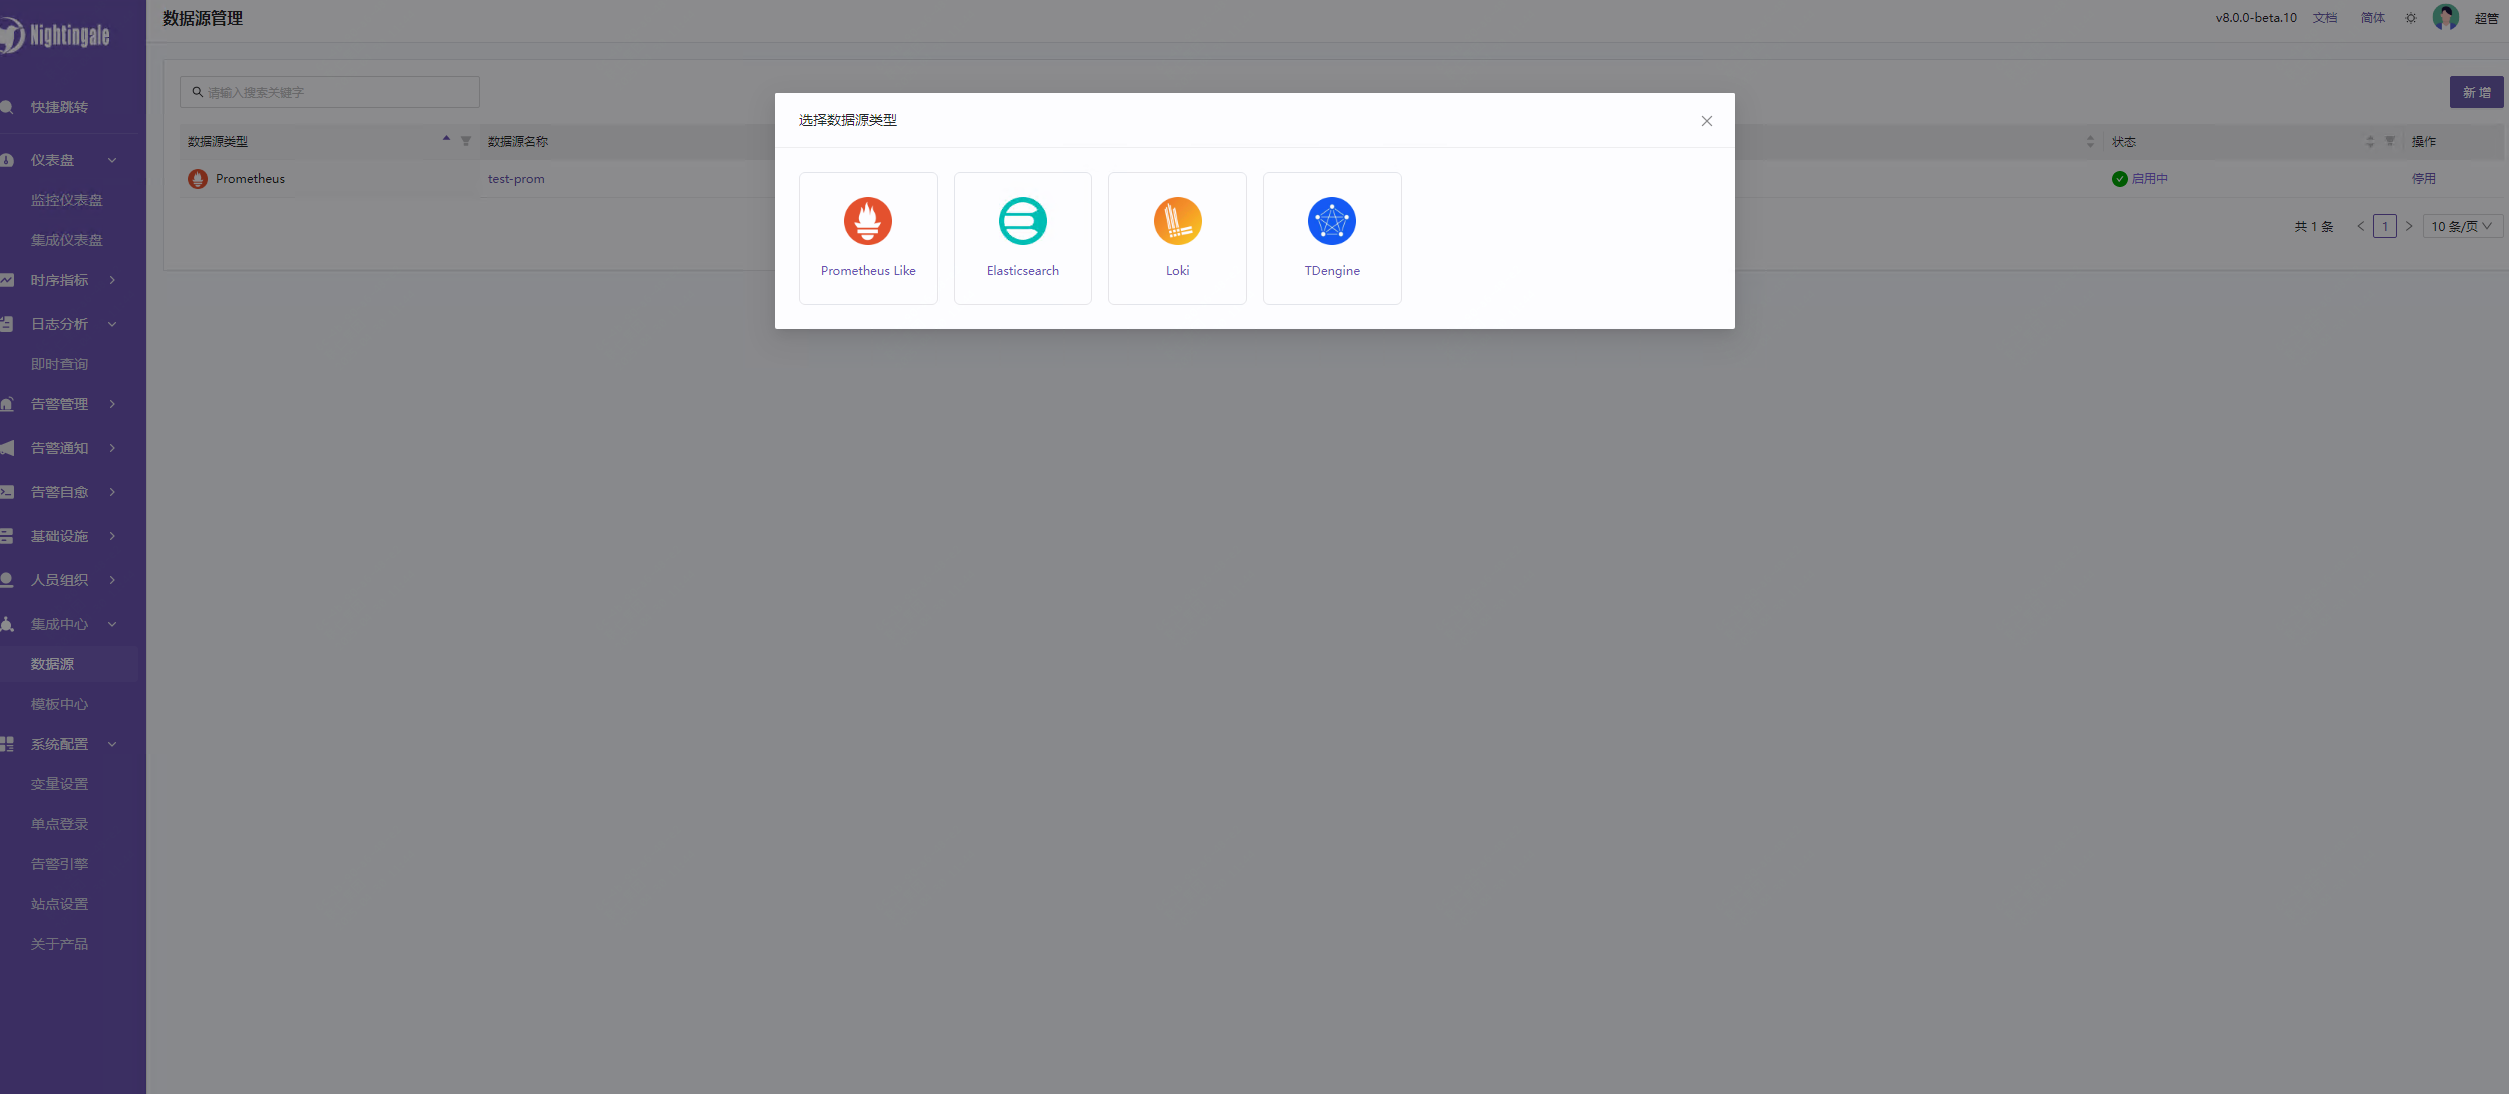 Nightingale
快捷跳转
仪表盘
监控仪表盘
集成仪表盘
时序指标
日志分析
即时查询
告警管理
告警通知
告警自愈
基础设施
人员组织
集成中心
数据源
模板中心
系统配置
变量设置
单点登录
告警引擎
站点设置
关于产品
数据源管理
v8.0.0-beta.10 文档 简体 超管
请输入搜索关键字
新 增
数据源类型 数据源名称 状态 操作
Prometheus test-prom 启用中 停用
共 1 条 1 10 条/页
选择数据源类型
Prometheus Like Elasticsearch Loki TDengine